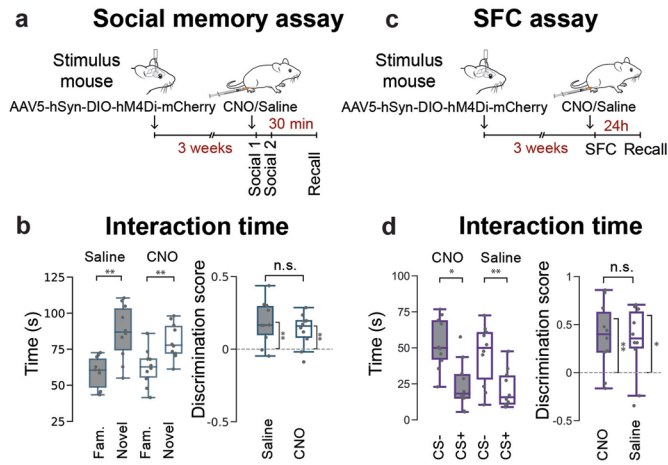 a Social memory assay
Stimulus
mouse
AAV5-hSyn-DIO-hM4Di-mCherry CNO/Saline
30 min
3 weeks
Social 1
Social 2
Recall
c SFC assay
Stimulus
mouse
AAV5-hSyn-DIO-hM4Di-mCherry CNO/Saline
24h
3 weeks
SFC Recall
b Interaction time
Saline CNO
** **
Time (s)
125
100
75
50
25
Fam.
Novel
Fam.
Novel
Discrimination score
n.s.
0.5
0
-0.5
**
**
Saline
CNO
d Interaction time
CNO Saline
* **
Time (s)
100
75
50
25
0
CS-
CS+
CS-
CS+
Discrimination score
n.s.
1
0.5
0
-0.5
**
*
CNO
Saline